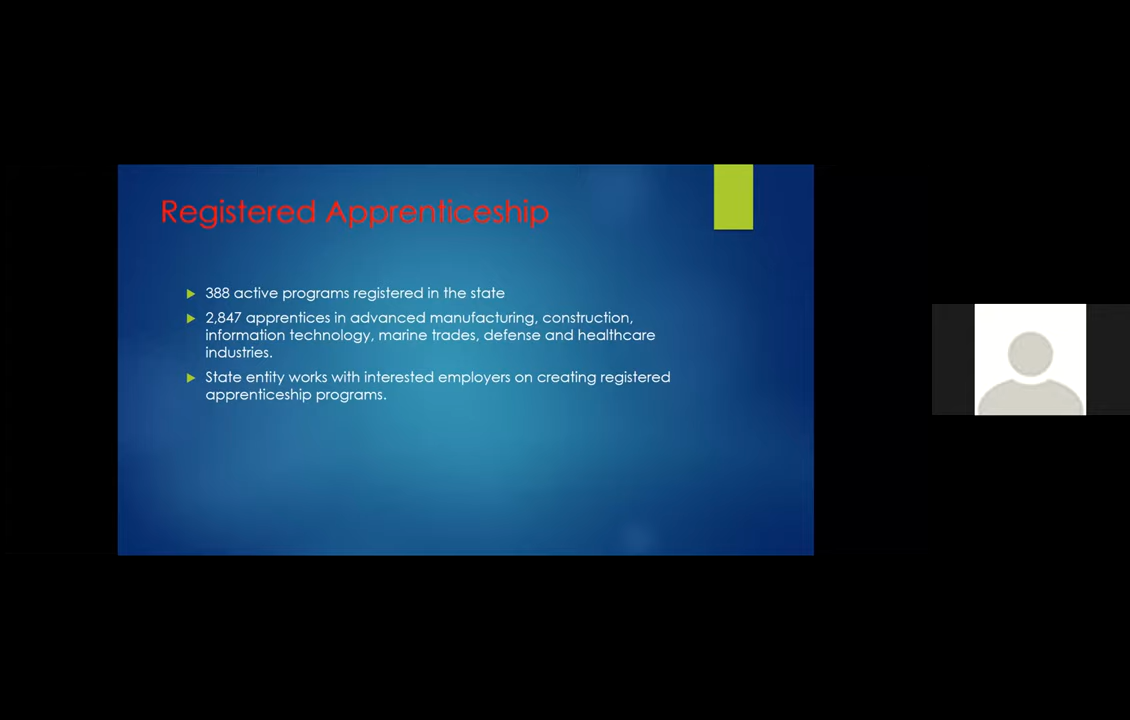 Registered Apprenticeship
388 active programs registered in the state
2,847 apprentices in advanced manufacturing, construction,
information technology, marine trades, defense and healthcare
industries.
State entity works with interested employers on creating registered
apprenticeship programs.